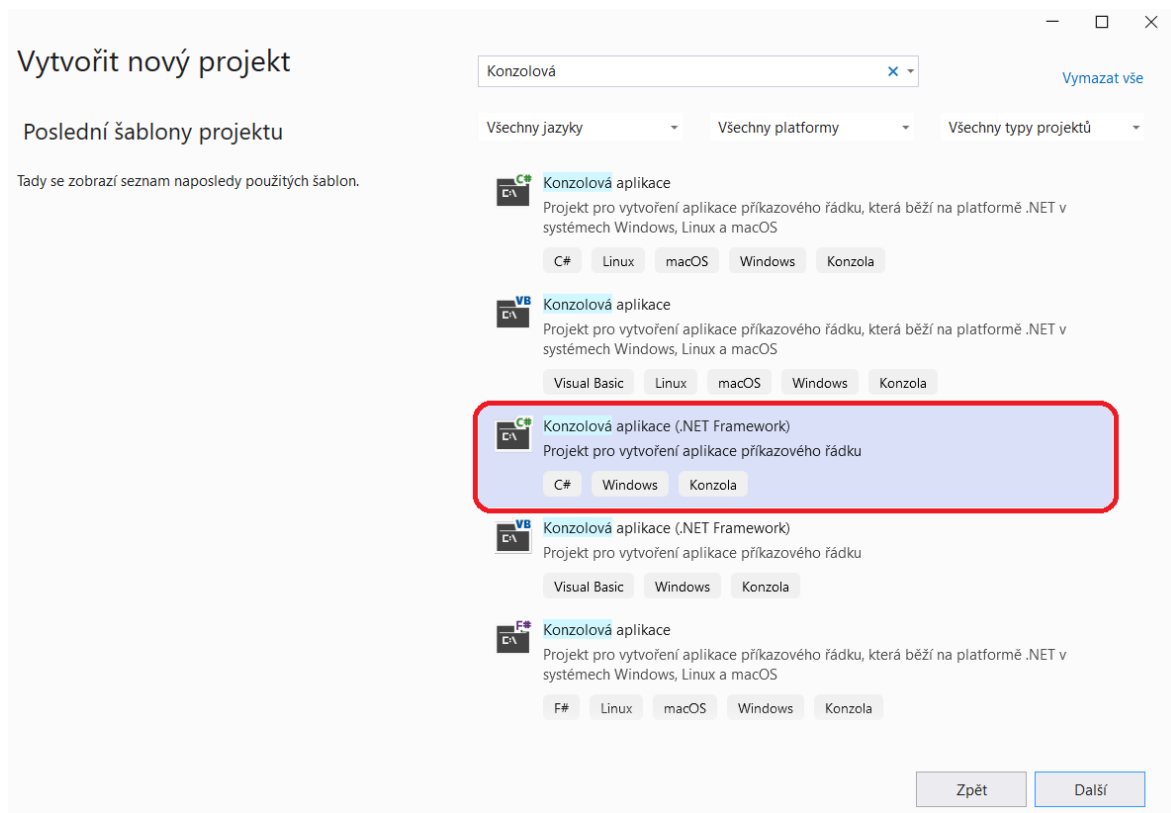 Vytvořit nový projekt
Konzolová
Vymazat vše
Poslední šablony projektu
Všechny jazyky
Všechny platformy
Všechny typy projektů
Tady se zobrazí seznam naposledy použitých šablon.
C#
C:\
Konzolová aplikace
Projekt pro vytvoření aplikace příkazového řádku, která běží na platformě .NET v
systémech Windows, Linux a macOS
C# Linux macOS Windows Konzola
VB
C:\
Konzolová aplikace
Projekt pro vytvoření aplikace příkazového řádku, která běží na platformě .NET v
systémech Windows, Linux a macOS
Visual Basic Linux macOS Windows Konzola
C#
C:\
Konzolová aplikace (.NET Framework)
Projekt pro vytvoření aplikace příkazového řádku
C# Windows Konzola
VB
C:\
Konzolová aplikace (.NET Framework)
Projekt pro vytvoření aplikace příkazového řádku
Visual Basic Windows Konzola
F#
C:\
Konzolová aplikace
Projekt pro vytvoření aplikace příkazového řádku, která běží na platformě .NET v
systémech Windows, Linux a macOS
F# Linux macOS Windows Konzola
Zpět
Další